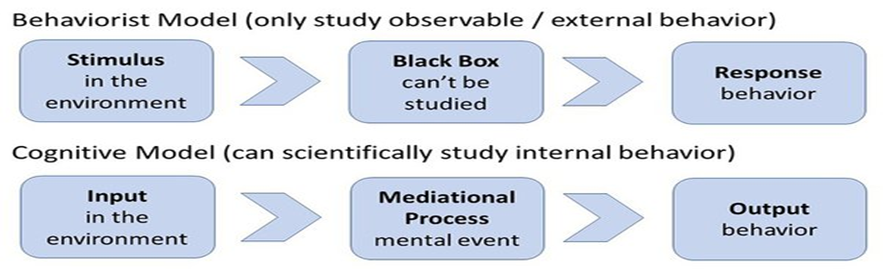 Behaviorist Model (only study observable / external behavior)
Stimulus
in the
environment
Black Box
can't be
studied
Response
behavior
Cognitive Model (can scientifically study internal behavior)
Input
in the
environment
Mediational
Process
mental event
Output
behavior